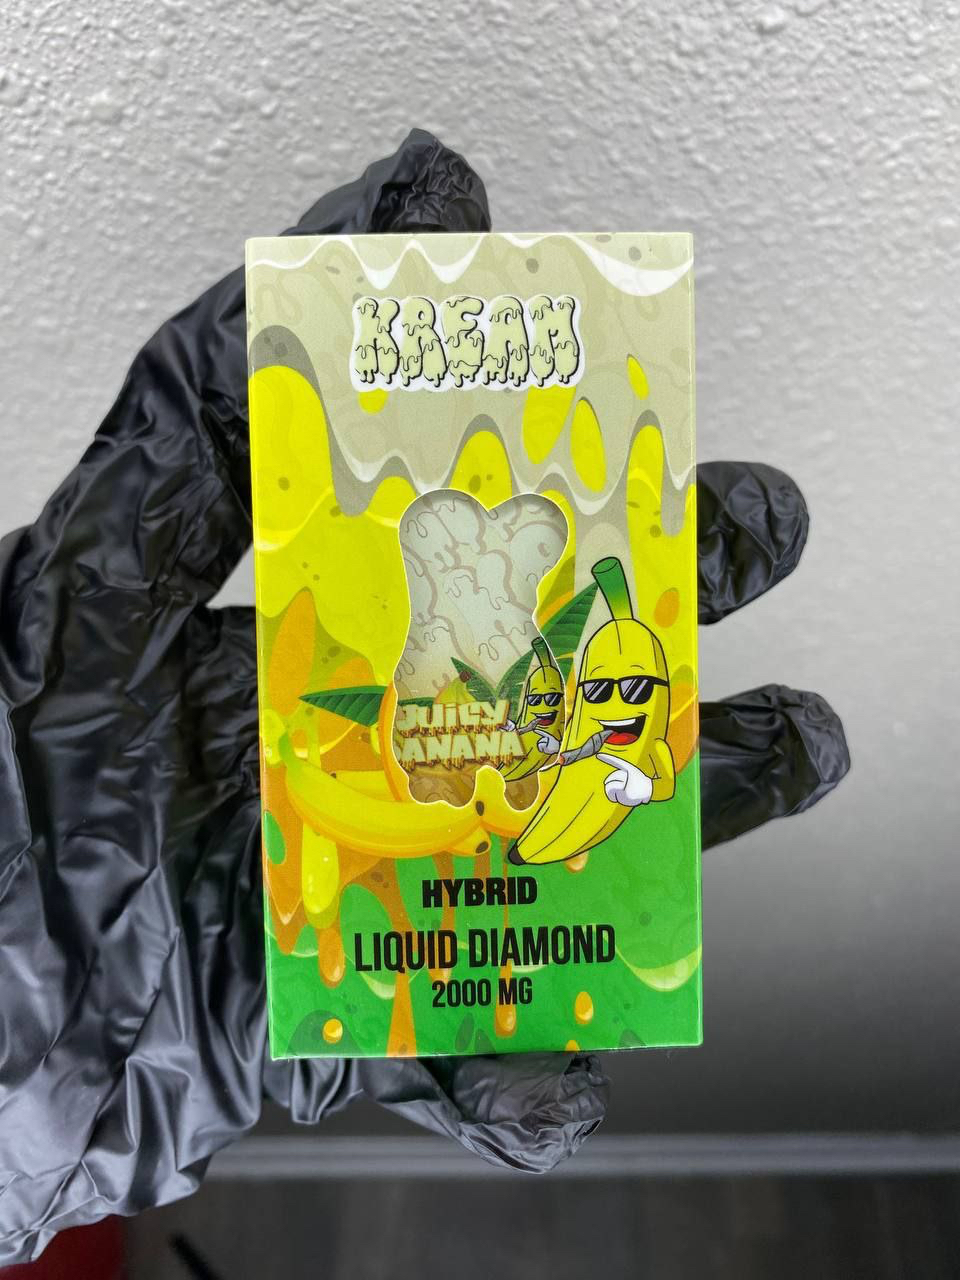 KREAM
JUICY
BANANA
HYBRID
LIQUID DIAMOND
2000 MG